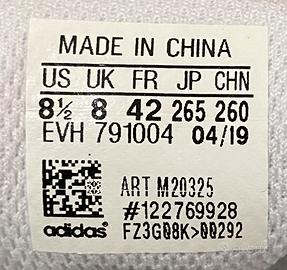 MADE IN CHINA
US UK FR JP CHN
8½ 8 42 265 260
EVH 791004 04/19
ART M20325
#122769928
adidas® FZ3G08K>00292